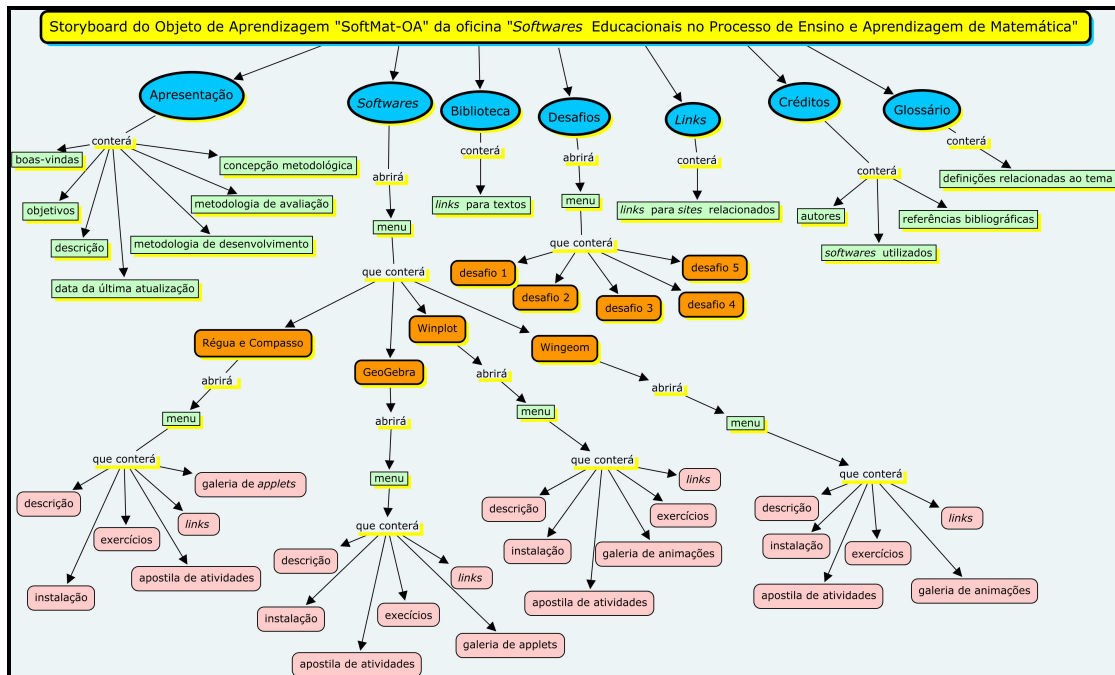 Storyboard do Objeto de Aprendizagem "SoftMat-OA" da oficina "Softwares Educacionais no Processo de Ensino e Aprendizagem de Matemática"
Apresentação
Softwares
Biblioteca
Desafios
Links
Créditos
Glossário
conterá
boas-vindas
objetivos
descrição
data da última atualização
metodologia de desenvolvimento
metodologia de avaliação
concepção metodológica
abrirá
menu
que conterá
conterá
links para textos
abrirá
menu
que conterá
desafio 1
desafio 2
desafio 3
desafio 4
desafio 5
conterá
links para sites relacionados
conterá
autores
softwares utilizados
referências bibliográficas
conterá
definições relacionadas ao tema
Régua e Compasso
abrirá
menu
que conterá
descrição
instalação
exercícios
apostila de atividades
links
galeria de applets
GeoGebra
abrirá
menu
que conterá
descrição
instalação
apostila de atividades
execícios
galeria de applets
links
Winplot
abrirá
menu
que conterá
descrição
instalação
apostila de atividades
galeria de animações
exercícios
links
Wingeom
abrirá
menu
que conterá
descrição
instalação
apostila de atividades
exercícios
galeria de animações
links